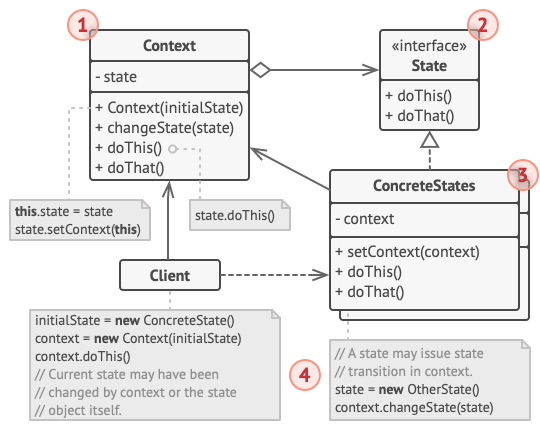 1
Context
- state
+ Context(initialState)
+ changeState(state)
+ doThis()
+ doThat()
2
«interface»
State
+ doThis()
+ doThat()
3
ConcreteStates
- context
+ setContext(context)
+ doThis()
+ doThat()
this.state = state
state.setContext(this)
state.doThis()
Client
initialState = new ConcreteState()
context = new Context(initialState)
context.doThis()
// Current state may have been
// changed by context or the state
// object itself.
4
// A state may issue state
// transition in context.
state = new OtherState()
context.changeState(state)